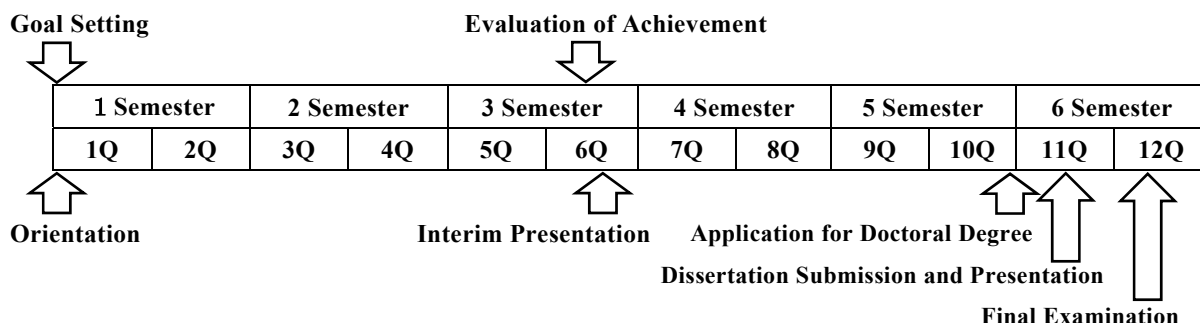 Goal Setting Evaluation of Achievement
1 Semester 2 Semester 3 Semester 4 Semester 5 Semester 6 Semester
1Q 2Q 3Q 4Q 5Q 6Q 7Q 8Q 9Q 10Q 11Q 12Q
Orientation Interim Presentation Application for Doctoral Degree
Dissertation Submission and Presentation
Final Examination